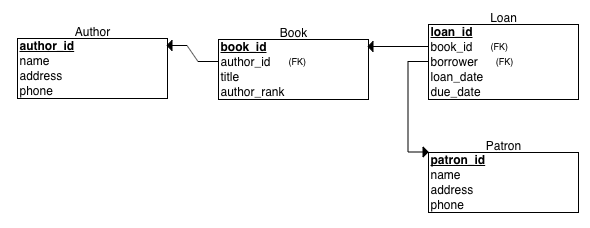 Author
author_id
name
address
phone
Book
book_id
author_id (FK)
title
author_rank
Loan
loan_id
book_id (FK)
borrower (FK)
loan_date
due_date
Patron
patron_id
name
address
phone